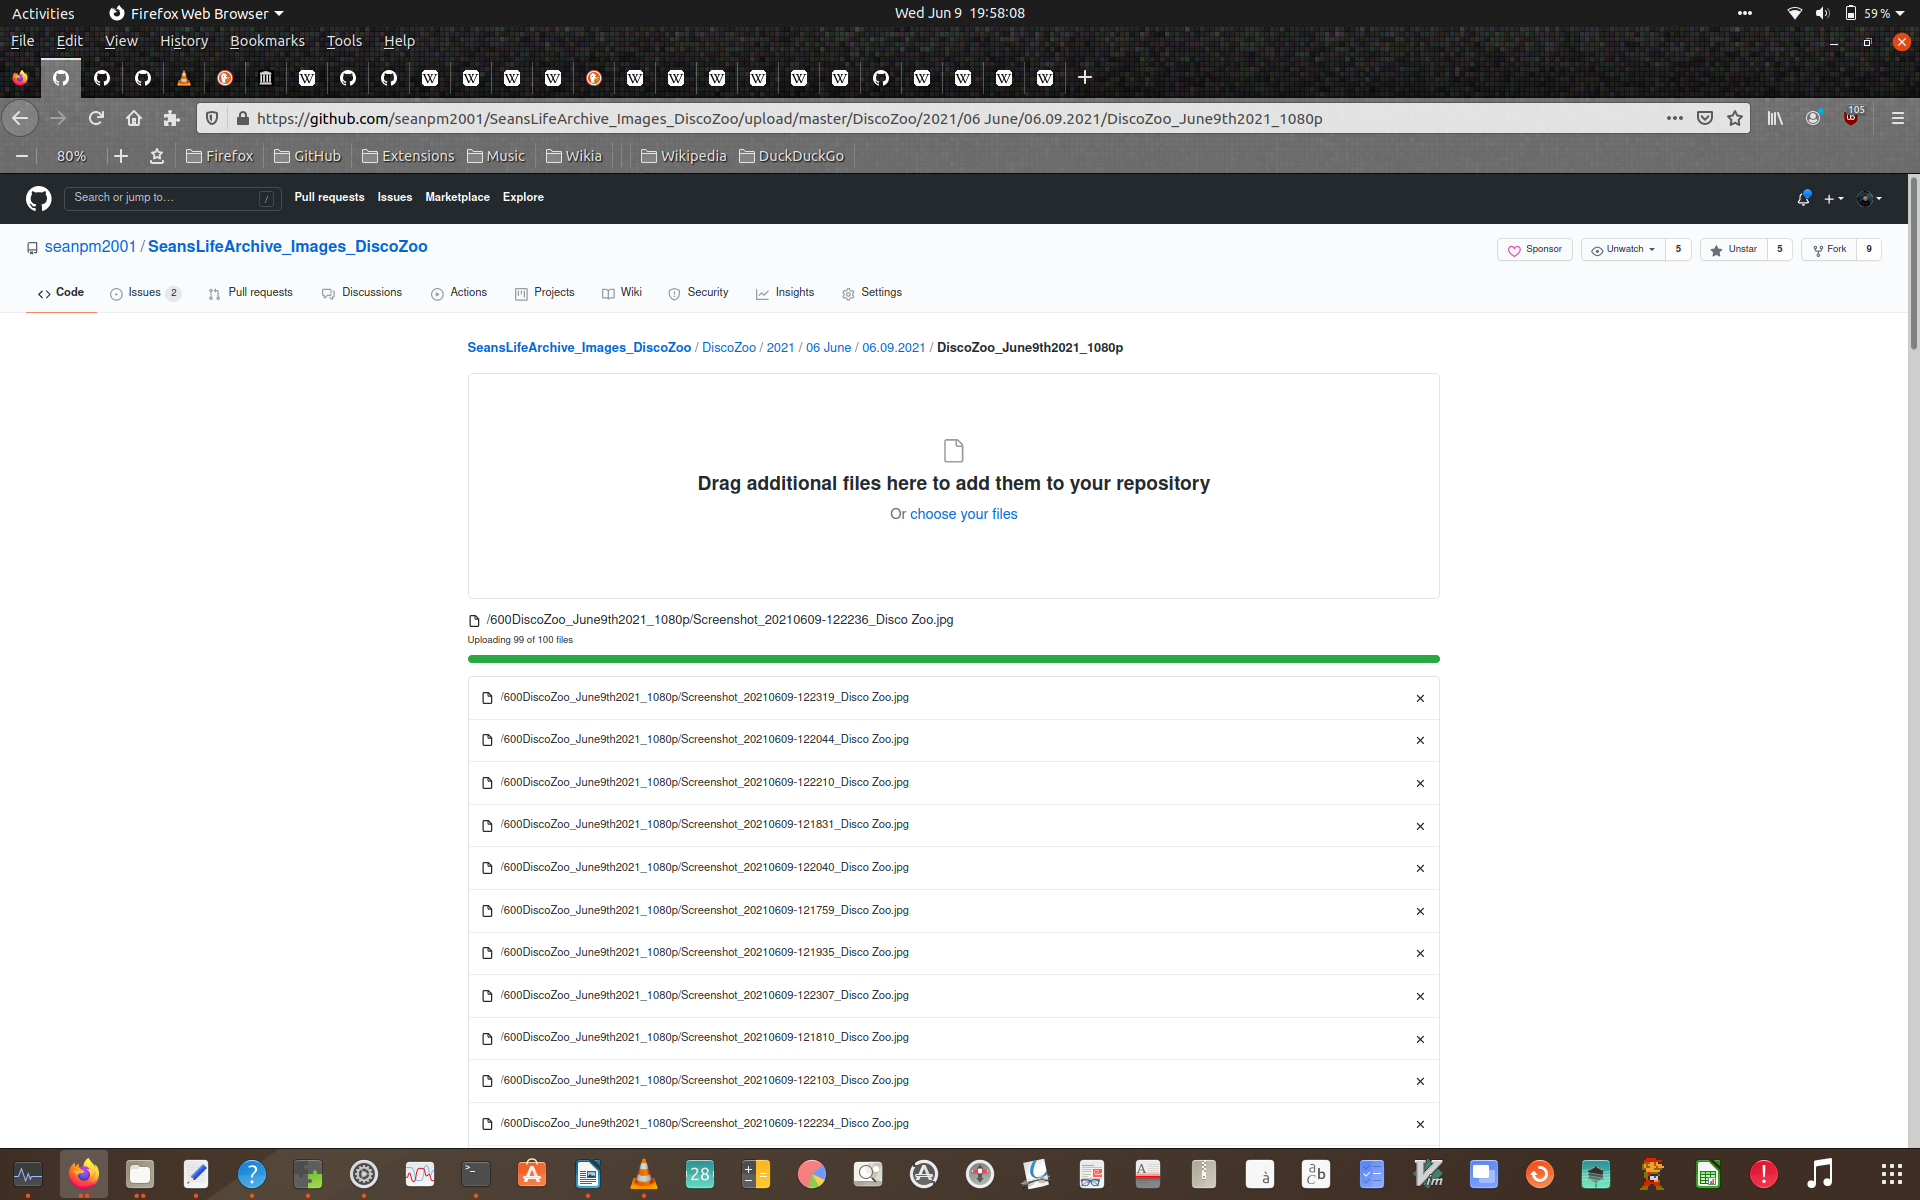 Activities Firefox Web Browser Wed Jun 9 19:58:08 59 %
File Edit View History Bookmarks Tools Help
https://github.com/seanpm2001/SeansLifeArchive_Images_DiscoZoo/upload/master/DiscoZoo/2021/06 June/06.09.2021/DiscoZoo_June9th2021_1080p 105
80% Firefox GitHub Extensions Music Wikia Wikipedia DuckDuckGo
Search or jump to… / Pull requests Issues Marketplace Explore
seanpm2001 / SeansLifeArchive_Images_DiscoZoo Sponsor Unwatch 5 Unstar 5 Fork 9
Code Issues 2 Pull requests Discussions Actions Projects Wiki Security Insights Settings
SeansLifeArchive_Images_DiscoZoo / DiscoZoo / 2021 / 06 June / 06.09.2021 / DiscoZoo_June9th2021_1080p
Drag additional files here to add them to your repository
Or choose your files
/600DiscoZoo_June9th2021_1080p/Screenshot_20210609-122236_Disco Zoo.jpg
Uploading 99 of 100 files
/600DiscoZoo_June9th2021_1080p/Screenshot_20210609-122319_Disco Zoo.jpg
/600DiscoZoo_June9th2021_1080p/Screenshot_20210609-122044_Disco Zoo.jpg
/600DiscoZoo_June9th2021_1080p/Screenshot_20210609-122210_Disco Zoo.jpg
/600DiscoZoo_June9th2021_1080p/Screenshot_20210609-121831_Disco Zoo.jpg
/600DiscoZoo_June9th2021_1080p/Screenshot_20210609-122040_Disco Zoo.jpg
/600DiscoZoo_June9th2021_1080p/Screenshot_20210609-121759_Disco Zoo.jpg
/600DiscoZoo_June9th2021_1080p/Screenshot_20210609-121935_Disco Zoo.jpg
/600DiscoZoo_June9th2021_1080p/Screenshot_20210609-122307_Disco Zoo.jpg
/600DiscoZoo_June9th2021_1080p/Screenshot_20210609-121810_Disco Zoo.jpg
/600DiscoZoo_June9th2021_1080p/Screenshot_20210609-122103_Disco Zoo.jpg
/600DiscoZoo_June9th2021_1080p/Screenshot_20210609-122234_Disco Zoo.jpg
28